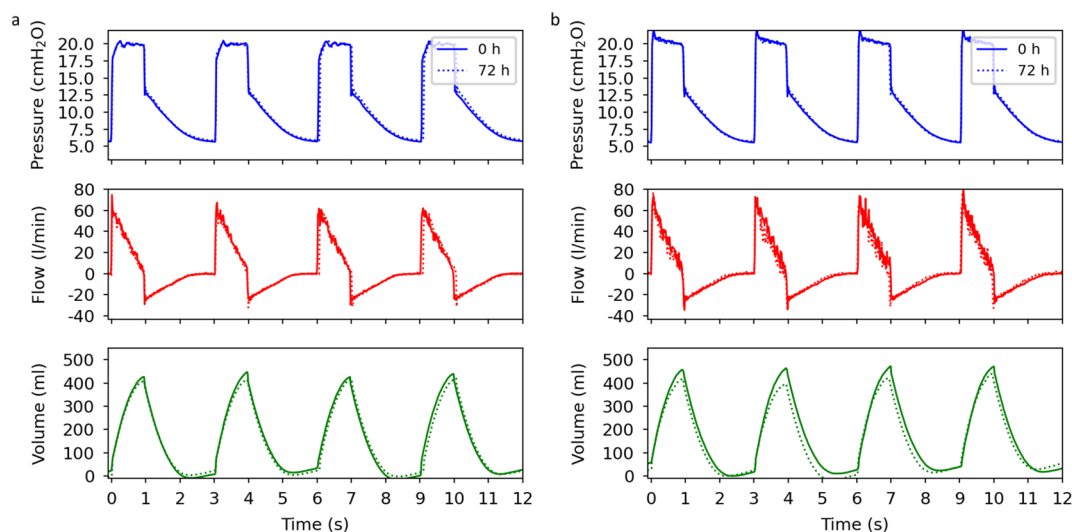 a
b
Pressure (cmH₂O)
20.0
17.5
15.0
12.5
10.0
7.5
5.0
0 h
72 h
Pressure (cmH₂O)
20.0
17.5
15.0
12.5
10.0
7.5
5.0
0 h
72 h
Flow (l/min)
80
60
40
20
0
-20
-40
Flow (l/min)
80
60
40
20
0
-20
-40
Volume (ml)
500
400
300
200
100
0
0 1 2 3 4 5 6 7 8 9 10 11 12
Time (s)
Volume (ml)
500
400
300
200
100
0
0 1 2 3 4 5 6 7 8 9 10 11 12
Time (s)